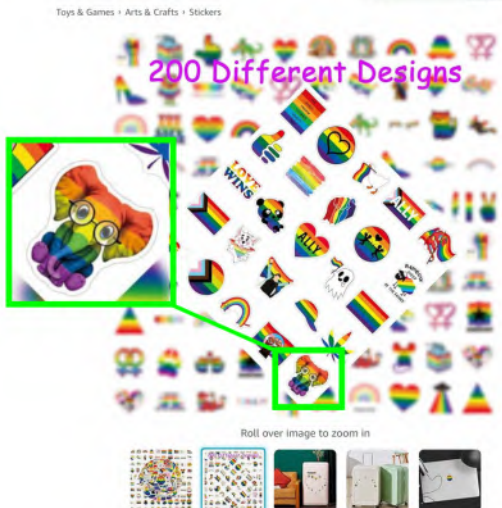 Toys & Games › Arts & Crafts › Stickers
200 Different Designs
LOVE
WINS
ALLY
ALLY!
Roll over image to zoom in